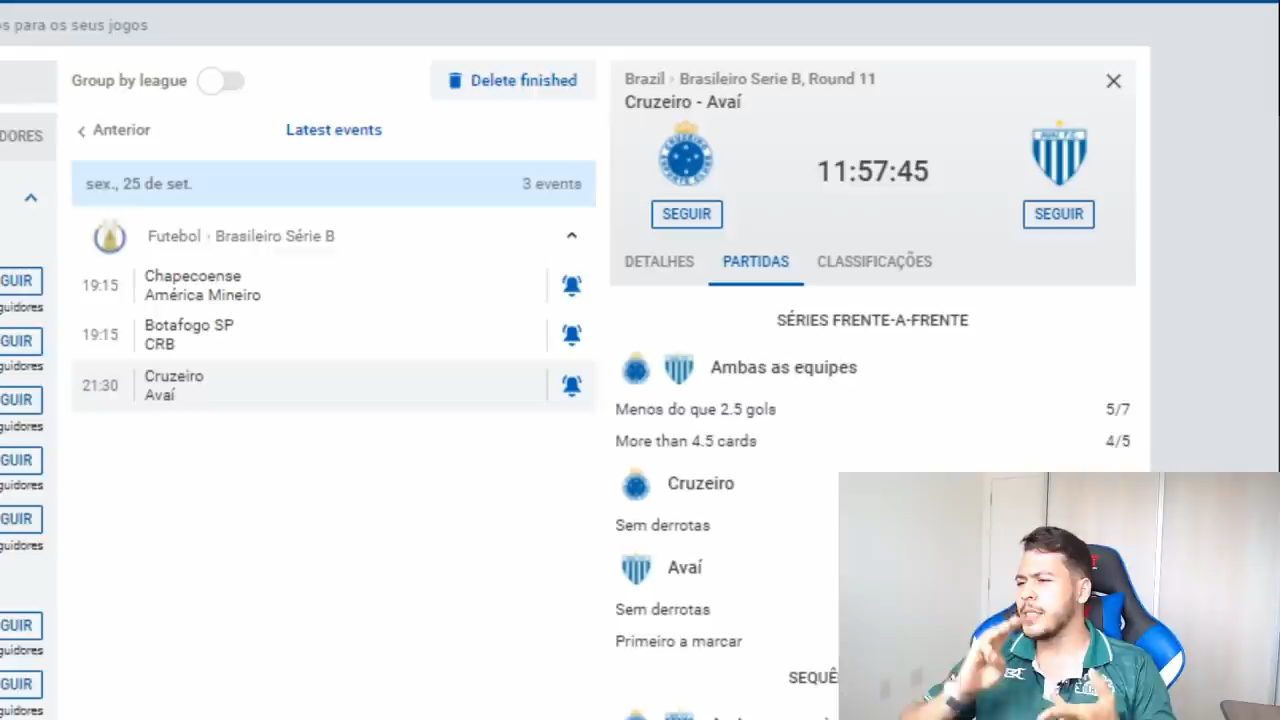 s para os seus jogos
Group by league
Delete finished
DORES
Anterior
Latest events
sex., 25 de set.
3 events
Futebol · Brasileiro Série B
19:15
Chapecoense
América Mineiro
19:15
Botafogo SP
CRB
21:30
Cruzeiro
Avaí
GUIR
guidores
GUIR
guidores
GUIR
guidores
GUIR
guidores
GUIR
guidores
GUIR
guidores
GUIR
guidores
Brazil · Brasileiro Serie B, Round 11
Cruzeiro - Avaí
11:57:45
SEGUIR
SEGUIR
DETALHES
PARTIDAS
CLASSIFICAÇÕES
SÉRIES FRENTE-A-FRENTE
Ambas as equipes
Menos do que 2.5 gols
5/7
More than 4.5 cards
4/5
Cruzeiro
Sem derrotas
Avaí
Sem derrotas
Primeiro a marcar
SEQUÊ